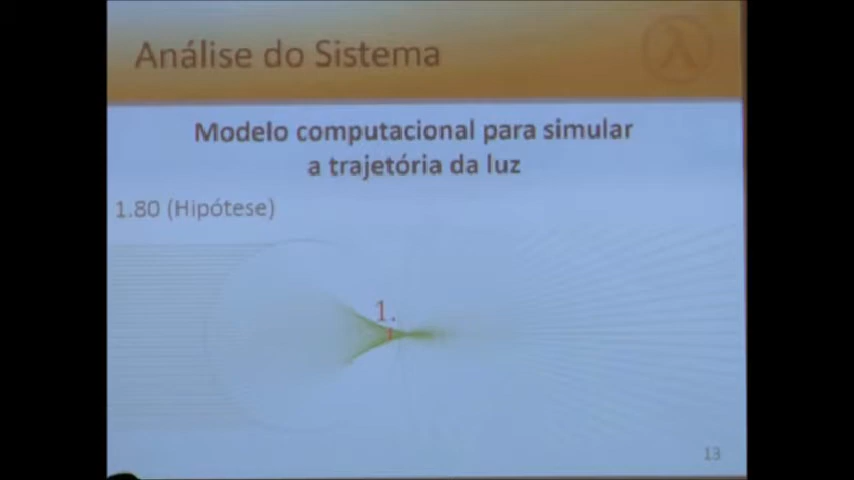 Análise do Sistema
λ
Modelo computacional para simular
a trajetória da luz
1.80 (Hipótese)
1.
13